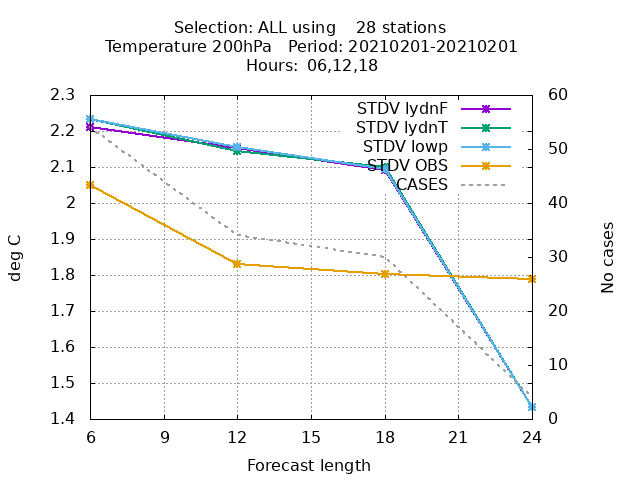 Selection: ALL using    28 stations
Temperature 200hPa   Period: 20210201-20210201
Hours:  06,12,18
2.3
2.2
2.1
2
1.9
1.8
1.7
1.6
1.5
1.4
deg C
STDV lydnF
STDV lydnT
STDV lowp
STDV OBS
CASES
60
50
40
30
20
10
0
No cases
6 9 12 15 18 21 24
Forecast length